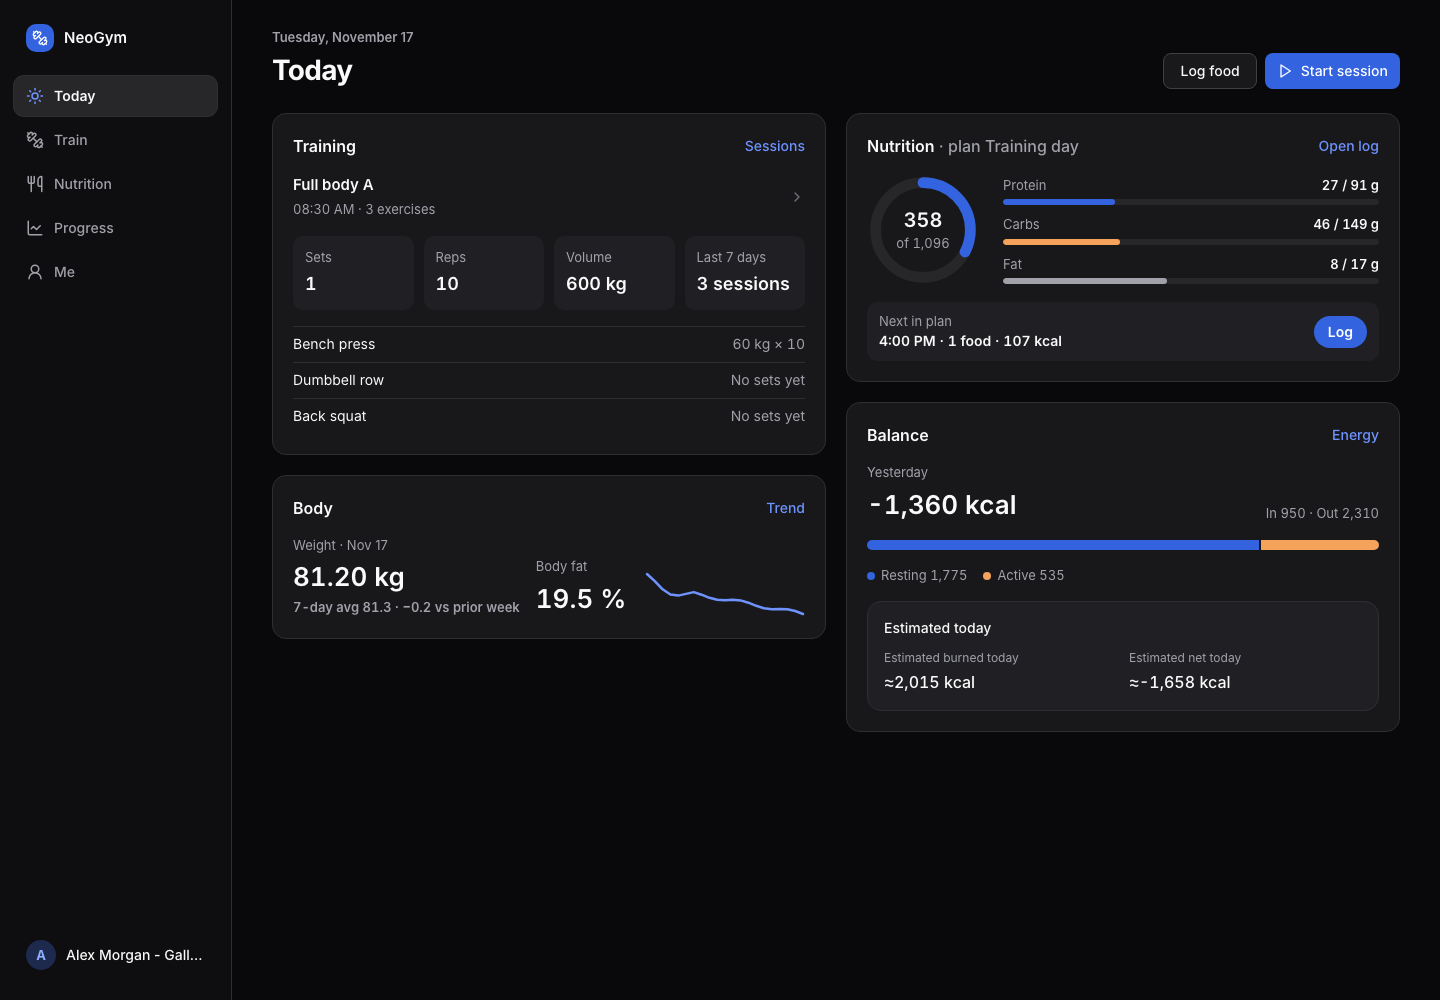 NeoGym
Today
Train
Nutrition
Progress
Me
Alex Morgan - Gall...
Tuesday, November 17
Today
Log food
Start session
Training
Sessions
Full body A
08:30 AM · 3 exercises
Sets
1
Reps
10
Volume
600 kg
Last 7 days
3 sessions
Bench press
60 kg × 10
Dumbbell row
No sets yet
Back squat
No sets yet
Body
Trend
Weight · Nov 17
81.20 kg
7-day avg 81.3 · −0.2 vs prior week
Body fat
19.5 %
Nutrition · plan Training day
Open log
358
of 1,096
Protein
27 / 91 g
Carbs
46 / 149 g
Fat
8 / 17 g
Next in plan
4:00 PM · 1 food · 107 kcal
Log
Balance
Energy
Yesterday
-1,360 kcal
In 950 · Out 2,310
Resting 1,775
Active 535
Estimated today
Estimated burned today
≈2,015 kcal
Estimated net today
≈-1,658 kcal
A